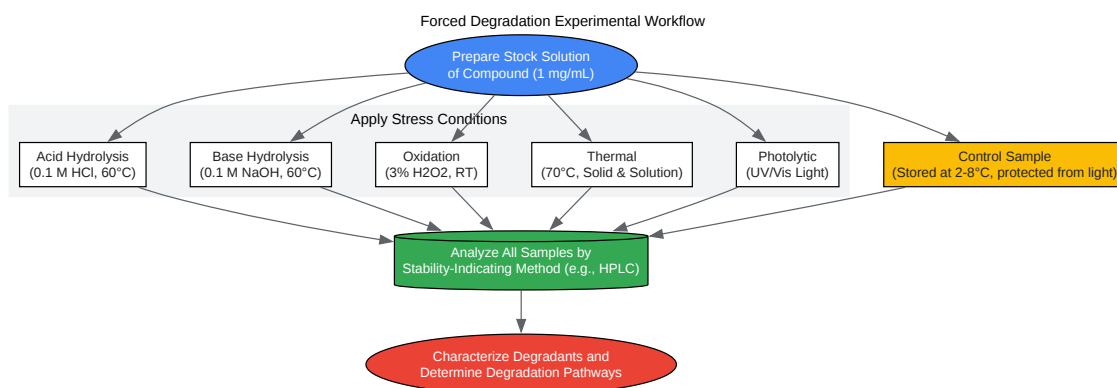 Forced Degradation Experimental Workflow
Prepare Stock Solution
of Compound (1 mg/mL)
Apply Stress Conditions
Acid Hydrolysis
(0.1 M HCl, 60°C)
Base Hydrolysis
(0.1 M NaOH, 60°C)
Oxidation
(3% H2O2, RT)
Thermal
(70°C, Solid & Solution)
Photolytic
(UV/Vis Light)
Control Sample
(Stored at 2-8°C, protected from light)
Analyze All Samples by
Stability-Indicating Method (e.g., HPLC)
Characterize Degradants and
Determine Degradation Pathways